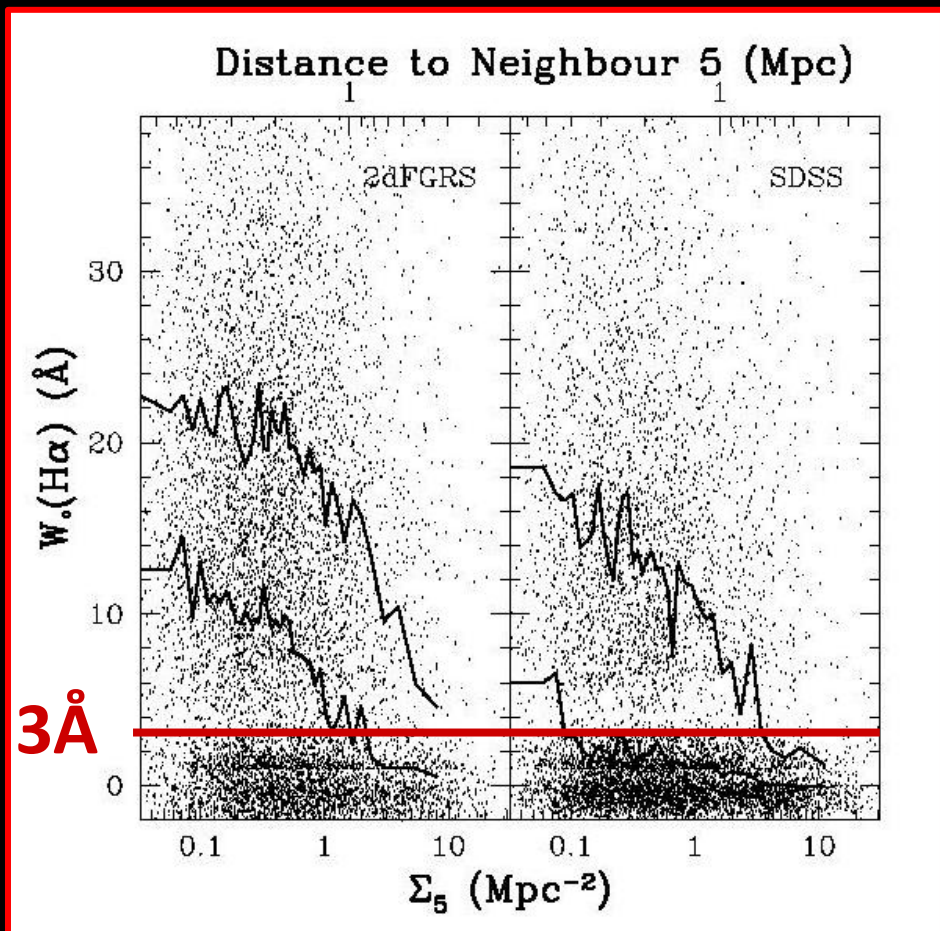 Distance to Neighbour 5 (Mpc)
1 1
2dFGRS SDSS
30
20
10
0
W₀(Hα) (Å)
3Å
0.1 1 10 0.1 1 10
Σ₅ (Mpc⁻²)